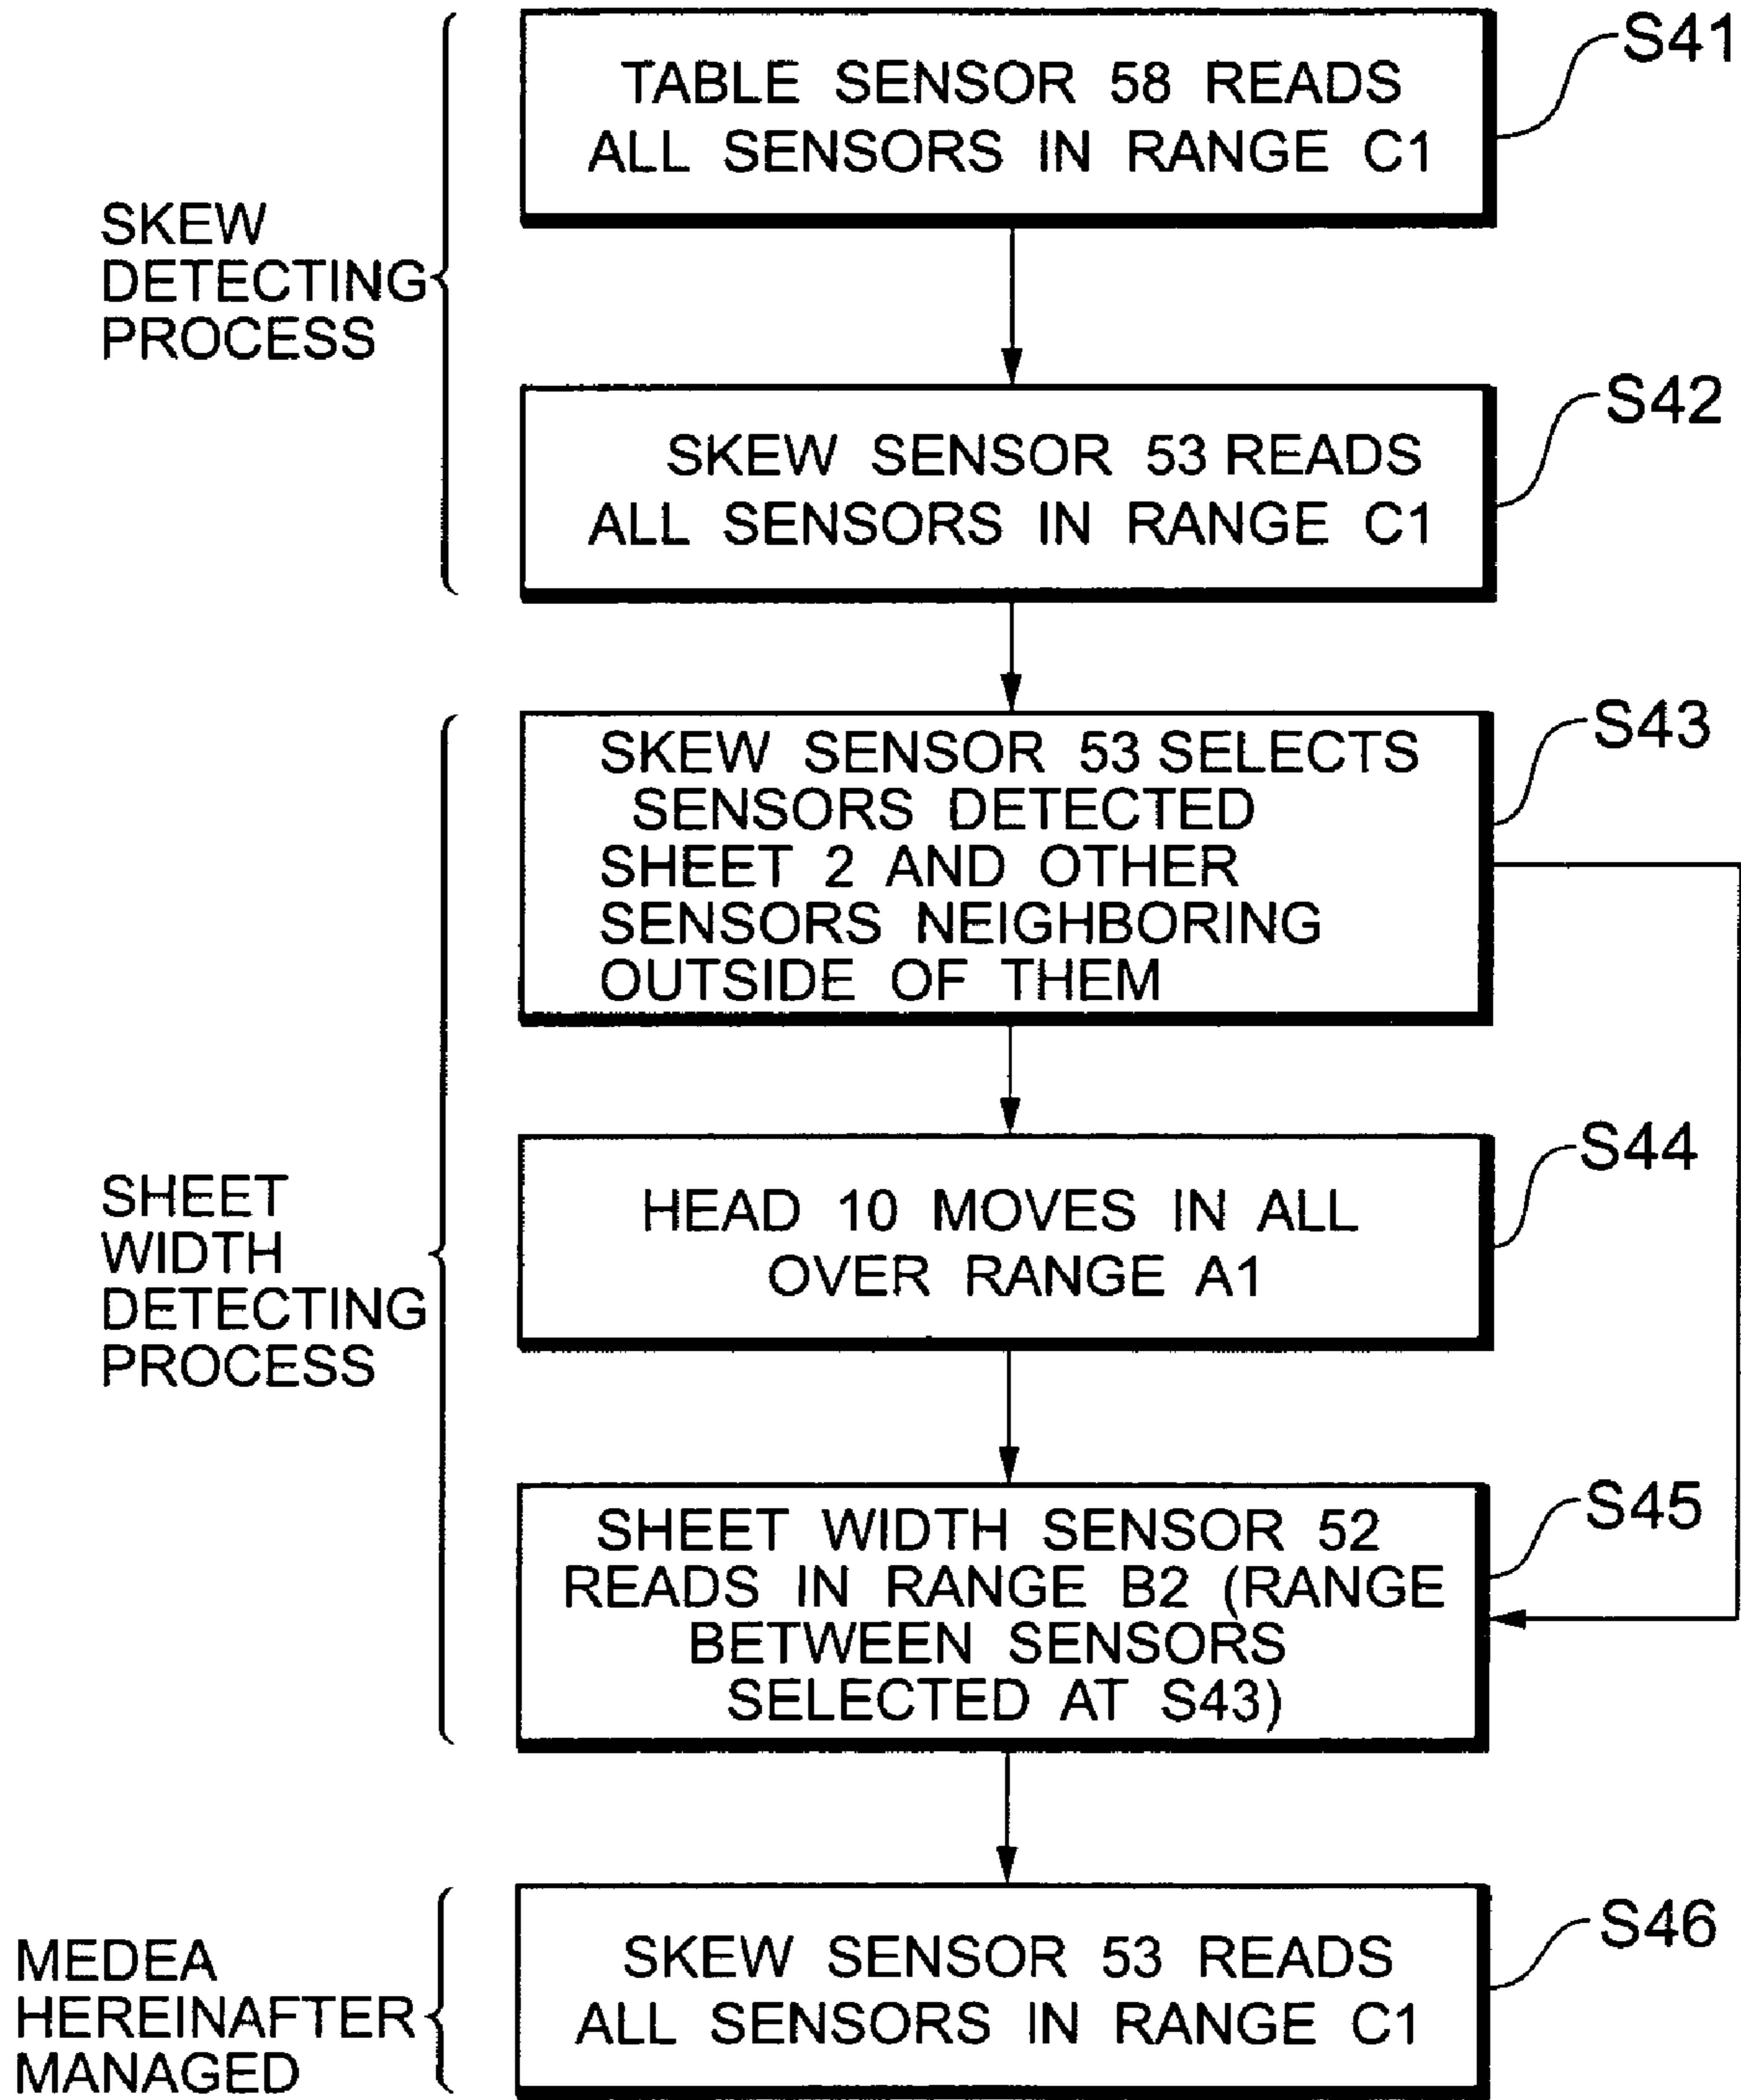 S41
TABLE SENSOR 58 READS
ALL SENSORS IN RANGE C1
SKEW
DETECTING
PROCESS
S42
SKEW SENSOR 53 READS
ALL SENSORS IN RANGE C1
S43
SKEW SENSOR 53 SELECTS
SENSORS DETECTED
SHEET 2 AND OTHER
SENSORS NEIGHBORING
OUTSIDE OF THEM
S44
HEAD 10 MOVES IN ALL
OVER RANGE A1
SHEET
WIDTH
DETECTING
PROCESS
S45
SHEET WIDTH SENSOR 52
READS IN RANGE B2 (RANGE
BETWEEN SENSORS
SELECTED AT S43)
S46
SKEW SENSOR 53 READS
ALL SENSORS IN RANGE C1
MEDEA
HEREINAFTER
MANAGED